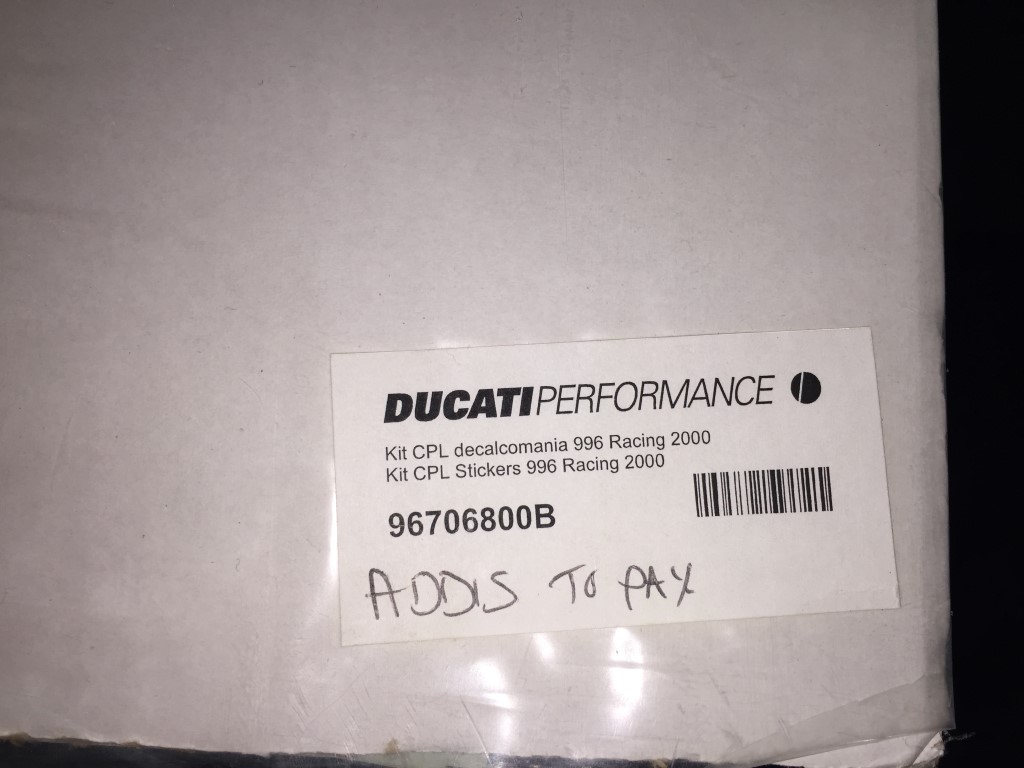 DUCATIPERFORMANCE
Kit CPL decalcomania 996 Racing 2000
Kit CPL Stickers 996 Racing 2000
96706800B
ADDIS TO PAY